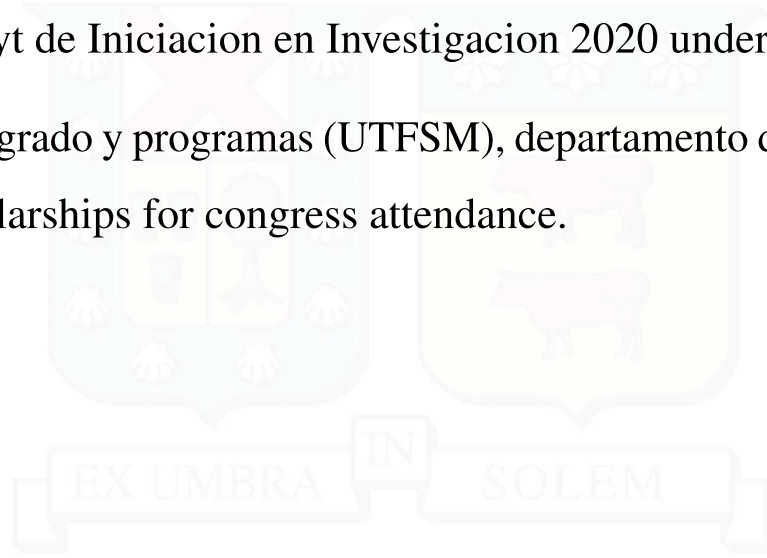 yt de Iniciacion en Investigacion 2020 under
grado y programas (UTFSM), departamento d
larships for congress attendance.
EX UMBRA IN SOLEM